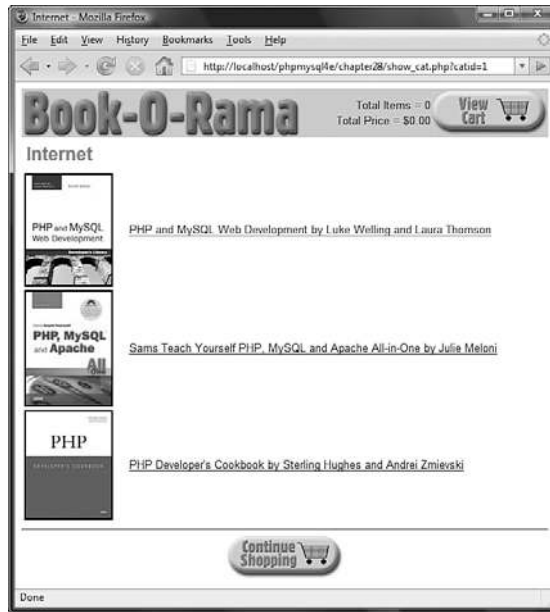 Internet - Mozilla Firefox
File Edit View History Bookmarks Tools Help
http://localhost/phpmysql4e/chapter28/show_cat.php?catid=1
Book-O-Rama
Total Items = 0
Total Price = $0.00
View Cart
Internet
PHP and MySQL
Web Development
Developer's Library
PHP and MySQL Web Development by Luke Welling and Laura Thomson
PHP, MySQL
and Apache
All
Sams Teach Yourself PHP, MySQL and Apache All-in-One by Julie Meloni
PHP
DEVELOPER'S COOKBOOK
PHP Developer's Cookbook by Sterling Hughes and Andrei Zmievski
Continue
Shopping
Done